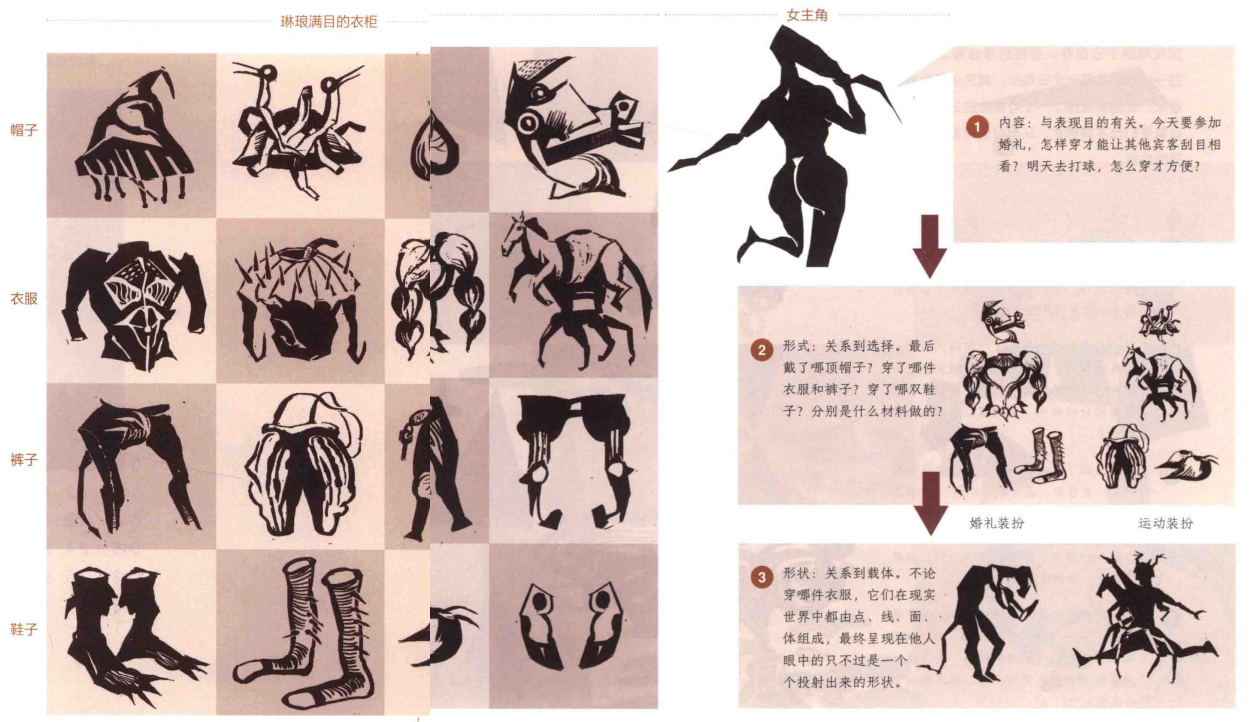 琳琅满目的衣柜
女主角
帽子
衣服
裤子
鞋子
1
内容：与表现目的有关。今天要参加
婚礼，怎样穿才能让其他宾客刮目相
看？明天去打球，怎么穿才方便？
2
形式：关系到选择。最后
戴了哪顶帽子？穿了哪件
衣服和裤子？穿了哪双鞋
子？分别是什么材料做的？
婚礼装扮
运动装扮
3
形状：关系到载体。不论
穿哪件衣服，它们在现实
世界中都由点、线、面、
体组成，最终呈现在他人
眼中的只不过是一个
个投射出来的形状。